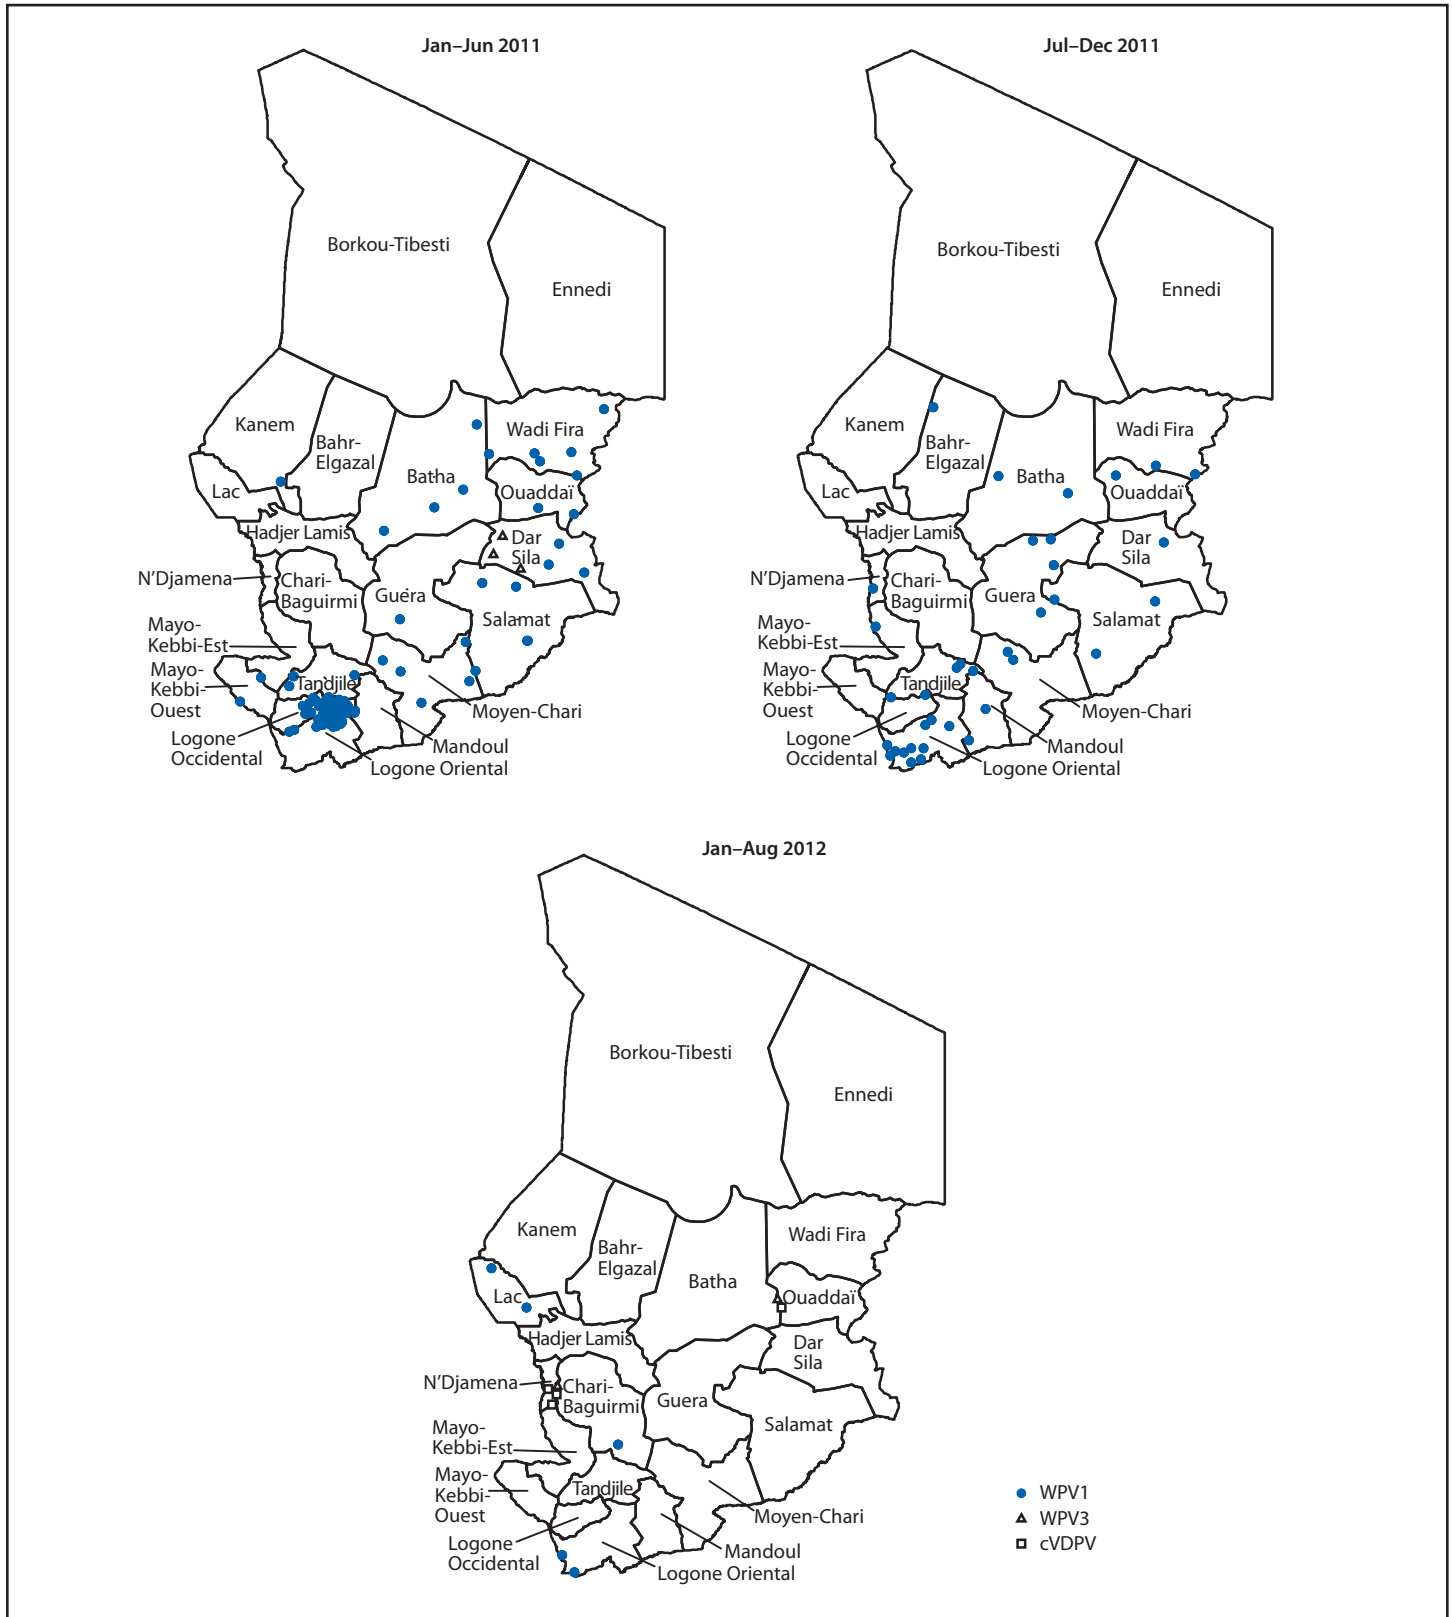 Jan–Jun 2011
Borkou-Tibesti
Ennedi
Kanem
Bahr-
Elgazal
Batha
Wadi Fira
Lac
Ouaddaï
Hadjer Lamis
Dar
Sila
N’Djamena
Chari-
Baguirmi
Guéra
Salamat
Mayo-
Kebbi-Est
Mayo-
Kebbi-
Ouest
Tandjile
Moyen-Chari
Logone
Occidental
Mandoul
Logone Oriental
Jul–Dec 2011
Borkou-Tibesti
Ennedi
Kanem
Bahr-
Elgazal
Batha
Wadi Fira
Lac
Ouaddaï
Hadjer Lamis
Dar
Sila
N’Djamena
Chari-
Baguirmi
Guera
Salamat
Mayo-
Kebbi-Est
Mayo-
Kebbi-
Ouest
Tandjile
Moyen-Chari
Logone
Occidental
Mandoul
Logone Oriental
Jan–Aug 2012
Borkou-Tibesti
Ennedi
Kanem
Bahr-
Elgazal
Batha
Wadi Fira
Lac
Ouaddaï
Hadjer Lamis
Dar
Sila
N’Djamena
Chari-
Baguirmi
Guera
Salamat
Mayo-
Kebbi-Est
Mayo-
Kebbi-
Ouest
Tandjile
Moyen-Chari
Logone
Occidental
Mandoul
Logone Oriental
WPV1
WPV3
cVDPV